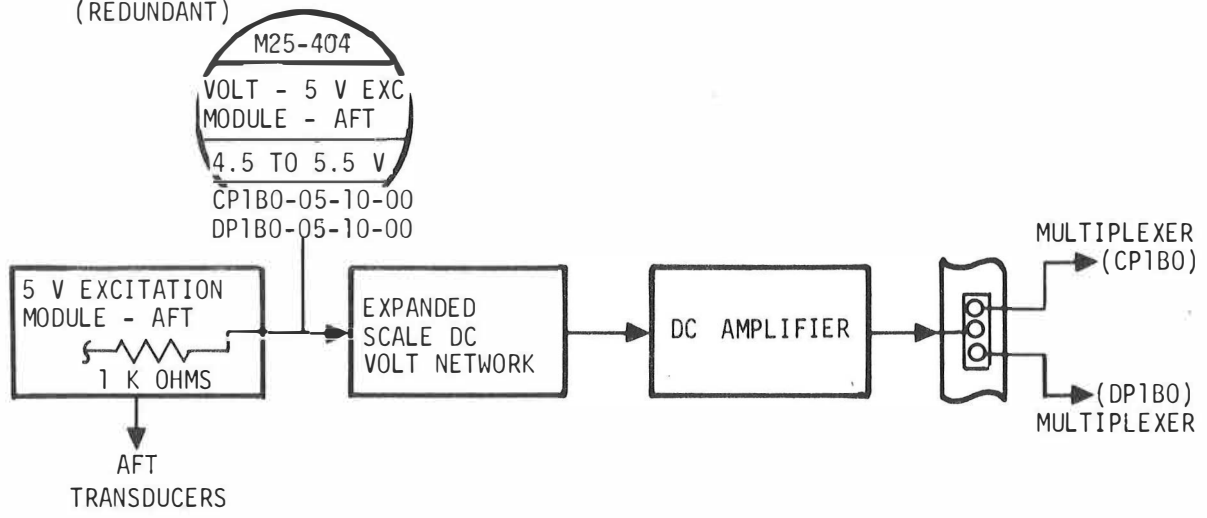 (REDUNDANT)
M25-404
VOLT - 5 V EXC
MODULE - AFT
4.5 TO 5.5 V
CP1B0-05-10-00
DP1B0-05-10-00
5 V EXCITATION
MODULE - AFT
1 K OHMS
AFT
TRANSDUCERS
EXPANDED
SCALE DC
VOLT NETWORK
DC AMPLIFIER
MULTIPLEXER
(CP1B0)
(DP1B0)
MULTIPLEXER